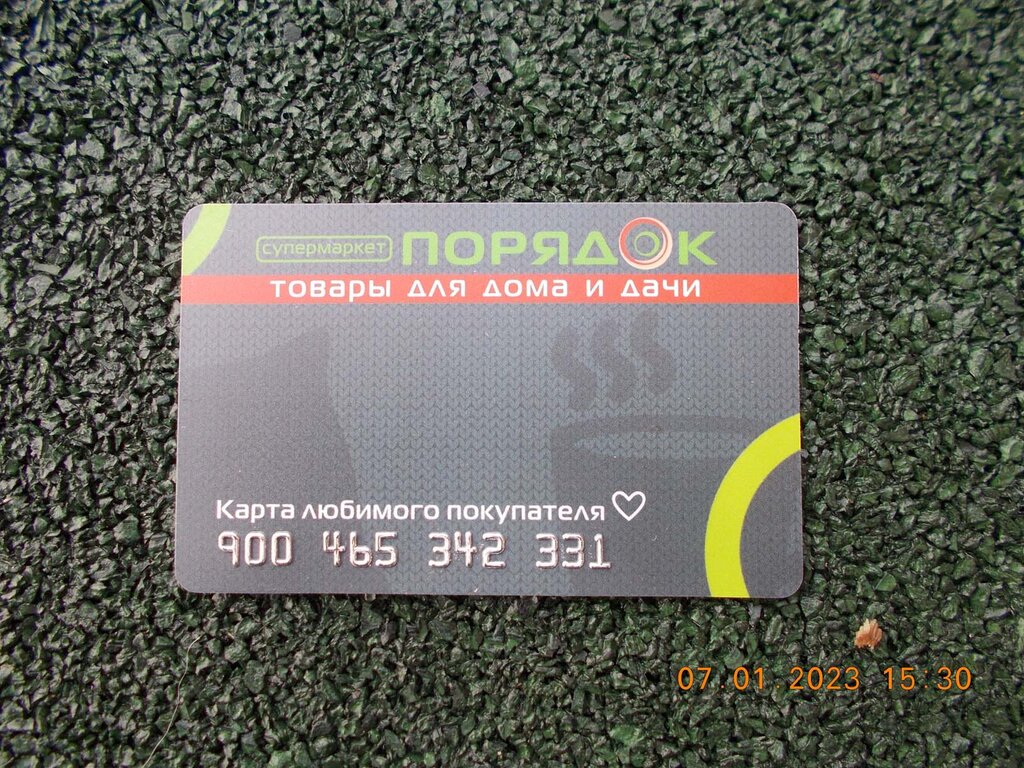 супермаркет ПОРЯДОК
товары для дома и дачи
Карта любимого покупателя
900 465 342 331
07.01.2023 15:30